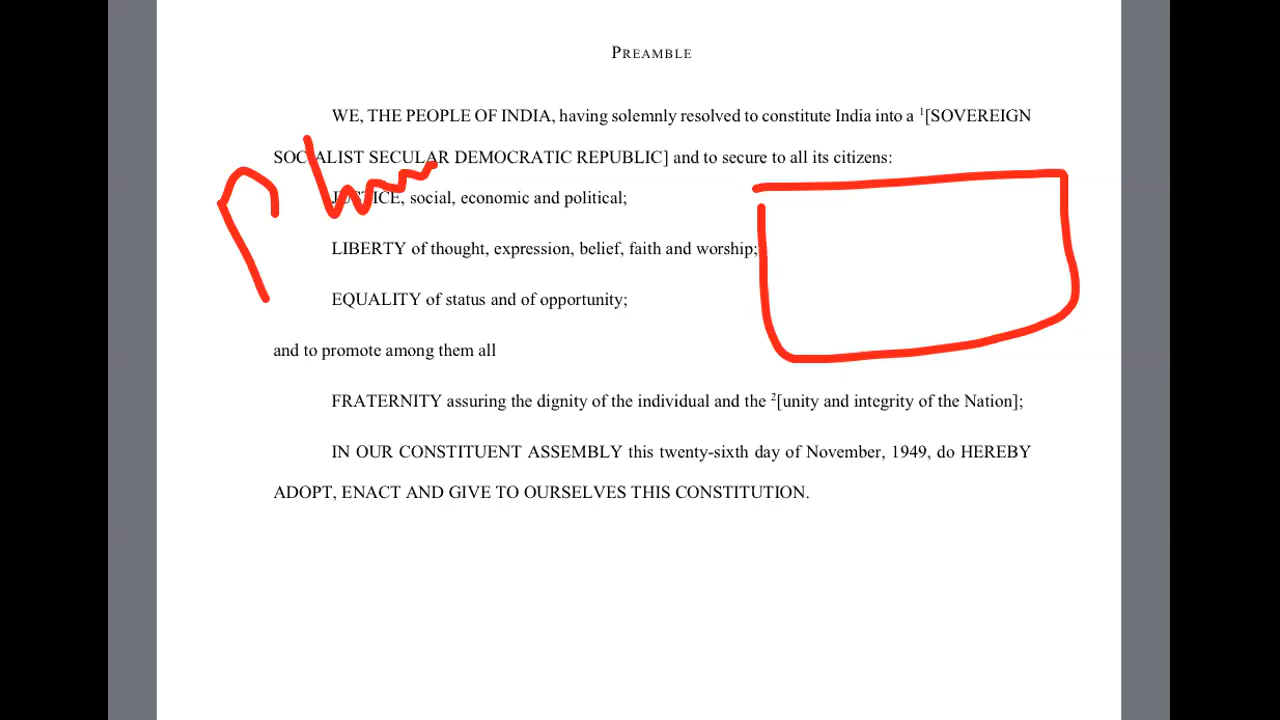 PREAMBLE
WE, THE PEOPLE OF INDIA, having solemnly resolved to constitute India into a ¹[SOVEREIGN
SOCIALIST SECULAR DEMOCRATIC REPUBLIC] and to secure to all its citizens:
JUSTICE, social, economic and political;
LIBERTY of thought, expression, belief, faith and worship;
EQUALITY of status and of opportunity;
and to promote among them all
FRATERNITY assuring the dignity of the individual and the ²[unity and integrity of the Nation];
IN OUR CONSTITUENT ASSEMBLY this twenty-sixth day of November, 1949, do HEREBY
ADOPT, ENACT AND GIVE TO OURSELVES THIS CONSTITUTION.